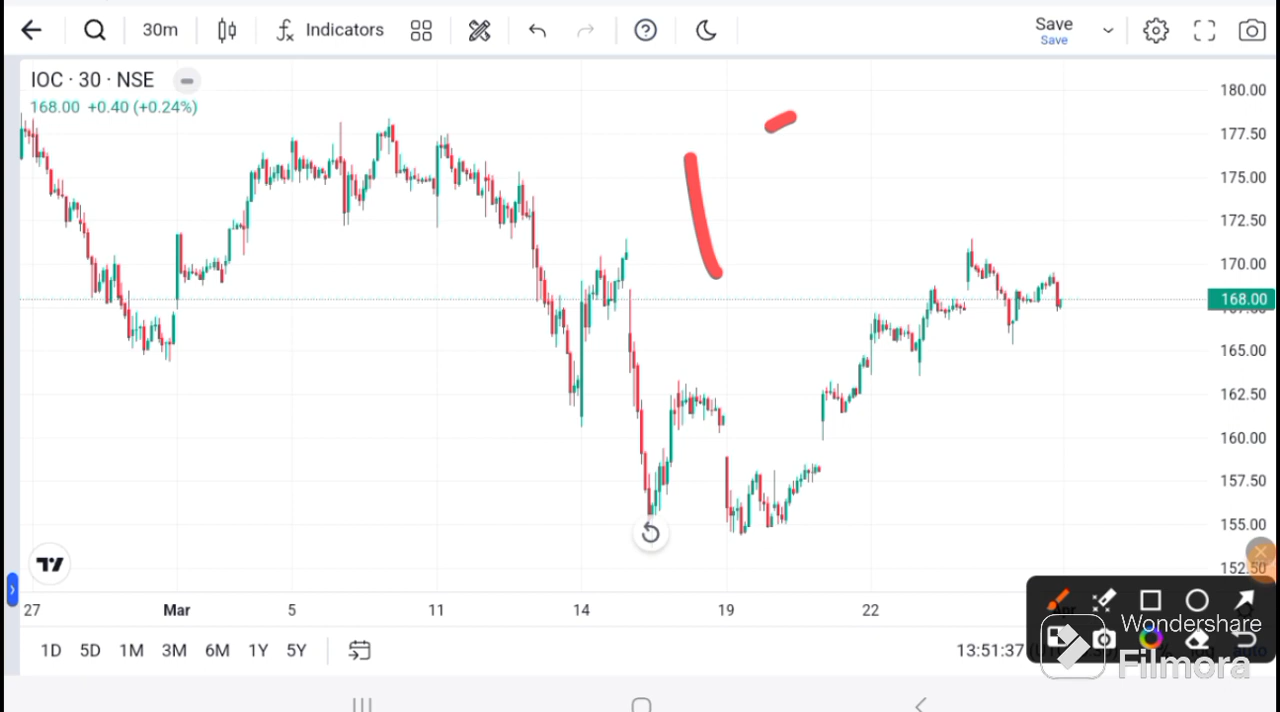 30m Indicators Save
Save
IOC · 30 · NSE
168.00 +0.40 (+0.24%)
180.00
177.50
175.00
172.50
170.00
168.00
165.00
162.50
160.00
157.50
155.00
152.50
27 Mar 5 11 14 19 22
1D 5D 1M 3M 6M 1Y 5Y
13:51:37
Wondershare
Filmora